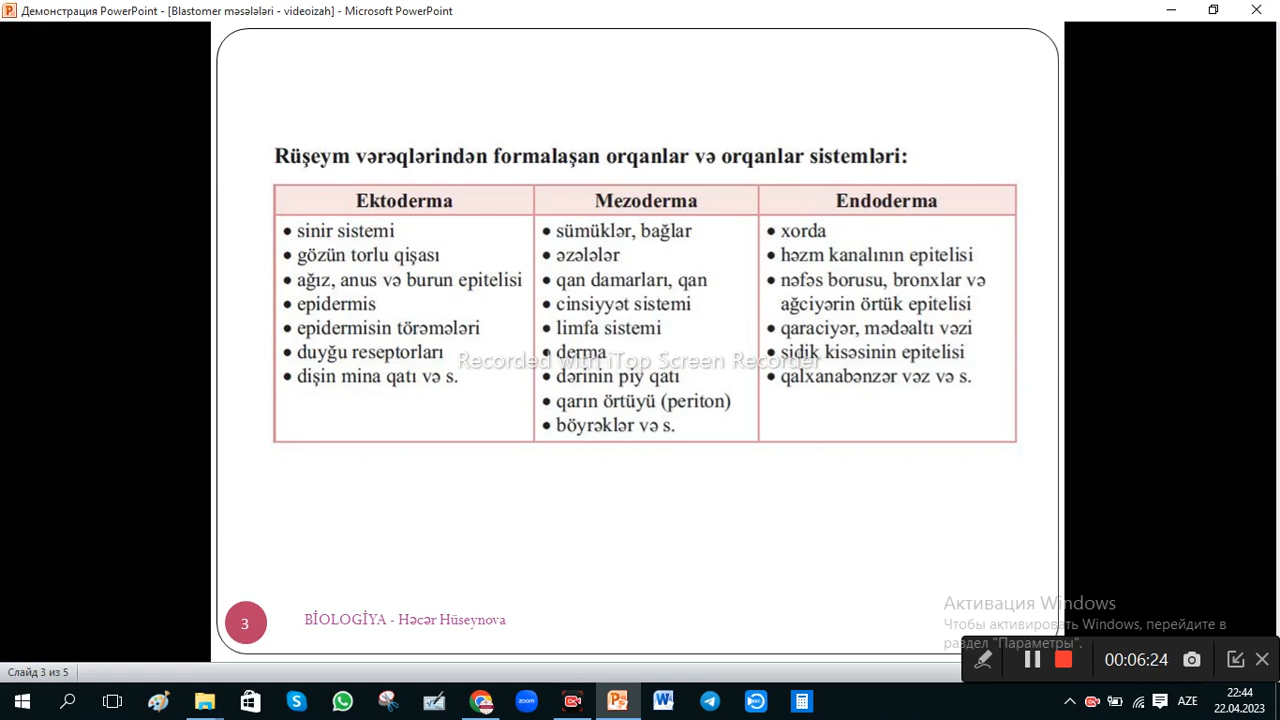 Демонстрация PowerPoint - [Blastomer məsələləri - videoizah] - Microsoft PowerPoint
Rüşeym vərəqlərindən formalaşan orqanlar və orqanlar sistemləri:
Ektoderma
• sinir sistemi
• gözün torlu qişası
• ağız, anus və burun epitelisi
• epidermis
• epidermisin törəmələri
• duyğu reseptorları
• dişin mina qatı və s.
Mezoderma
• sümüklər, bağlar
• əzələlər
• qan damarları, qan
• cinsiyyət sistemi
• limfa sistemi
• derma
• dərinin piy qatı
• qarın örtüyü (periton)
• böyrəklər və s.
Endoderma
• xorda
• həzm kanalının epitelisi
• nəfəs borusu, bronxlar və
ağciyərin örtük epitelisi
• qaraciyər, mədəaltı vəzi
• sidik kisəsinin epitelisi
• qalxanabənzər vəz və s.
Recorded with iTop Screen Recorder
3
BİOLOGİYA - Həcər Hüseynova
Активация Windows
Чтобы активировать Windows, перейдите в
раздел "Параметры".
00:06:24
Слайд 3 из 5
zoom
AZE
22:44
22.04.2023